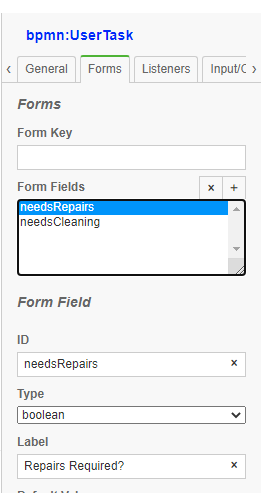 bpmn:UserTask
‹ General Forms Listeners Input/O ›
Forms
Form Key
Form Fields × +
needsRepairs
needsCleaning
Form Field
ID
needsRepairs ×
Type
boolean
Label
Repairs Required? ×